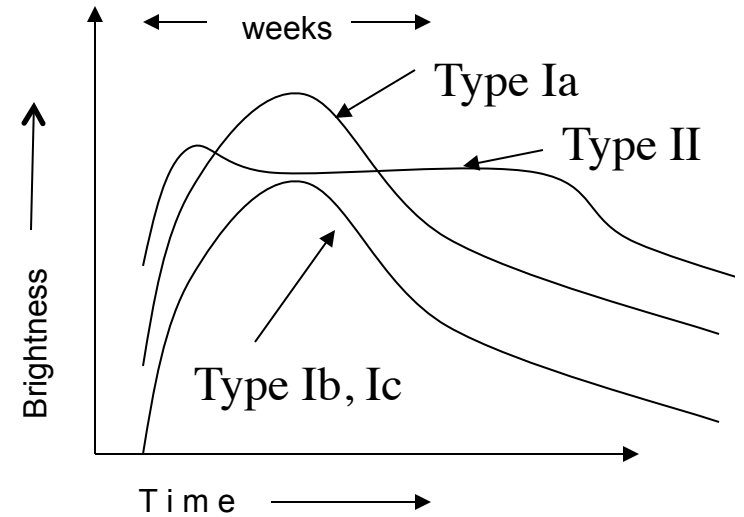 weeks
Type Ia
Type II
Brightness
Type Ib, Ic
Time